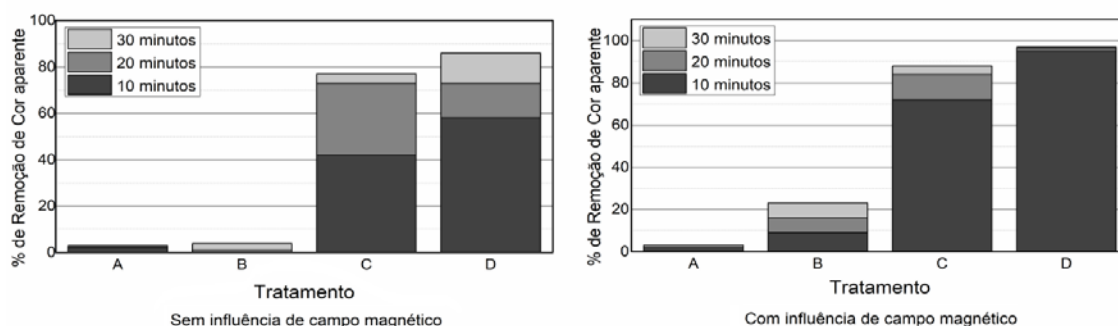 % de Remoção de Cor aparente
100
80
60
40
20
0
30 minutos
20 minutos
10 minutos
A
B
C
D
Tratamento
Sem influência de campo magnético
% de Remoção de Cor aparente
100
80
60
40
20
0
30 minutos
20 minutos
10 minutos
A
B
C
D
Tratamento
Com influência de campo magnético